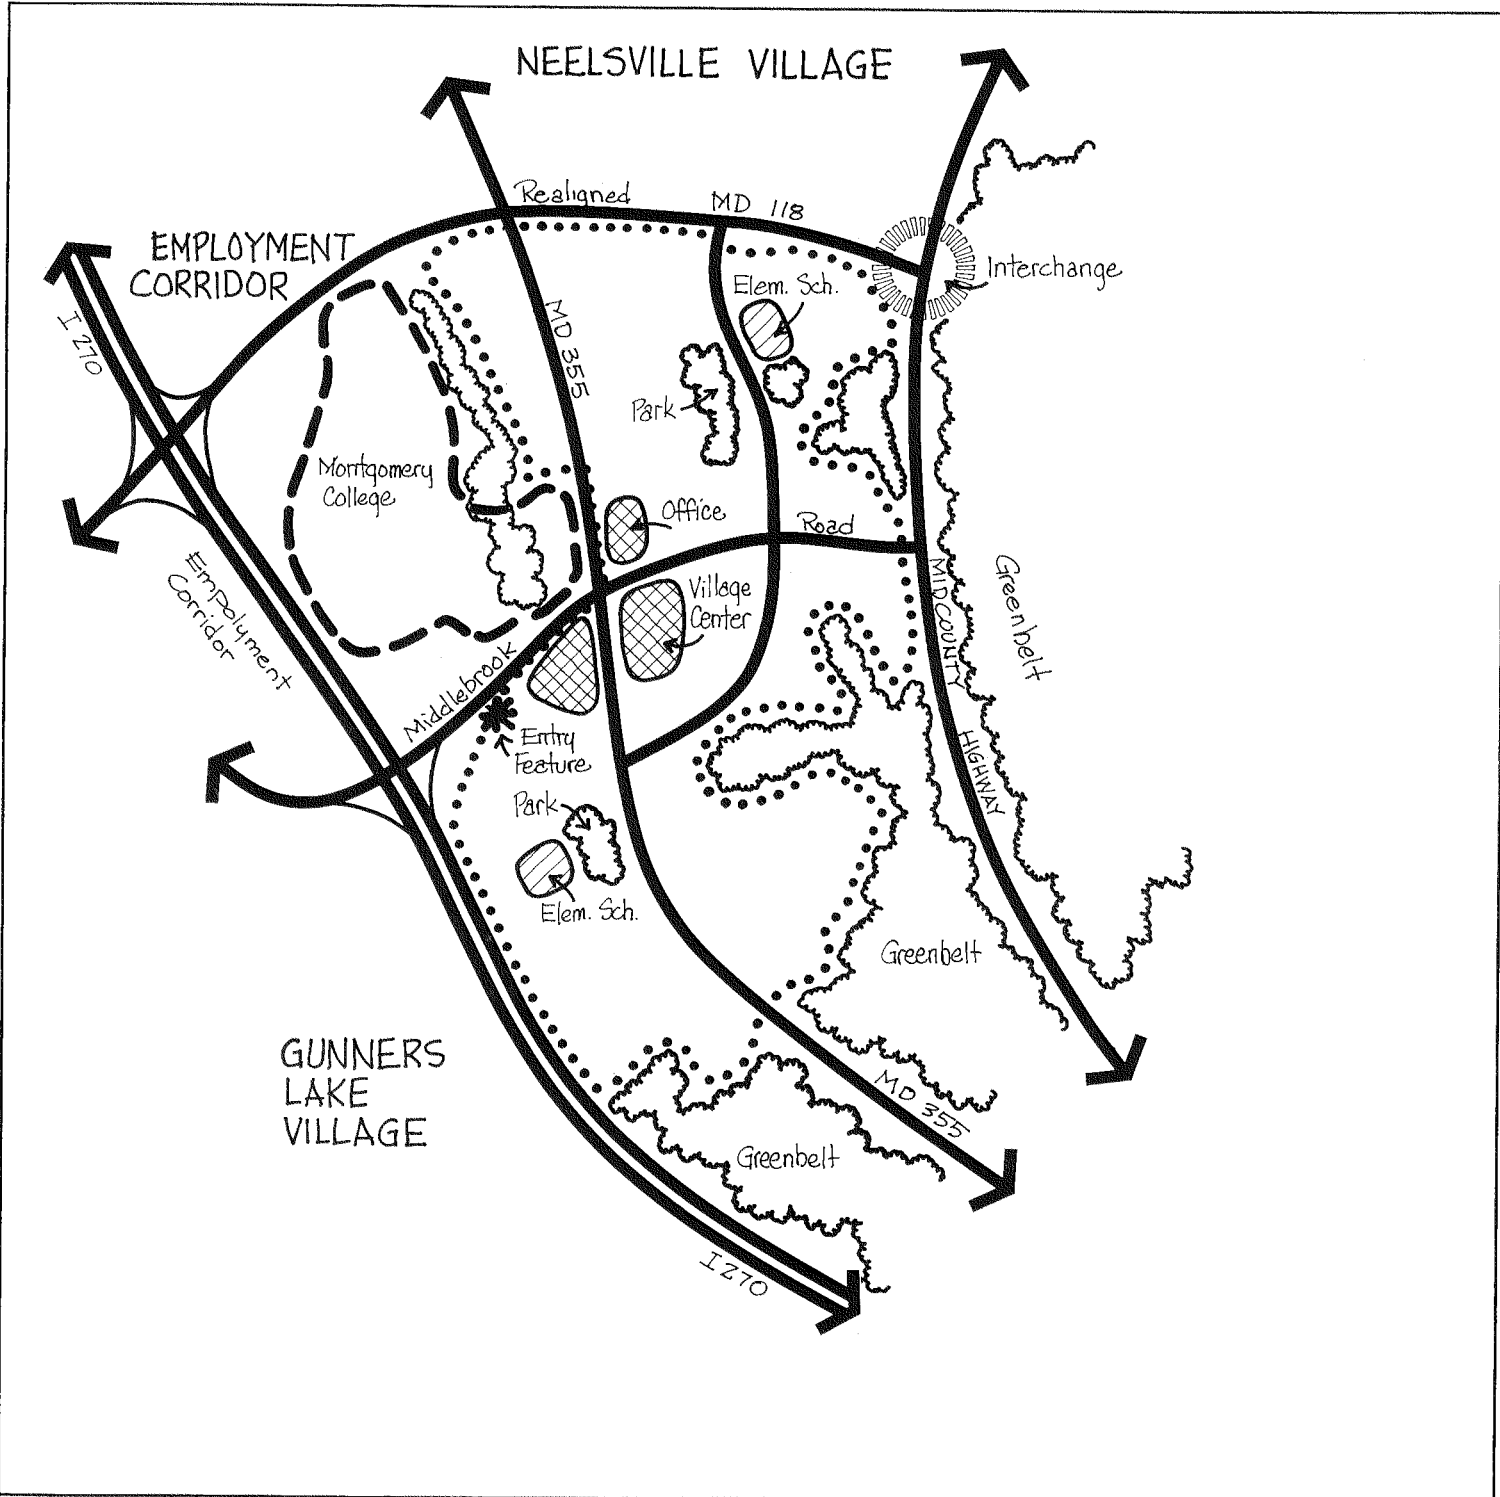 NEELSVILLE VILLAGE
Realigned MD 118
EMPLOYMENT
CORRIDOR
Interchange
Elem. Sch.
I 270
MD 355
Park
Montgomery
College
Office
Road
Empolyment
Corridor
Village
Center
MIDCOUNTY
HIGHWAY
Greenbelt
Middlebrook
Entry
Feature
Park
Elem. Sch.
Greenbelt
GUNNERS
LAKE
VILLAGE
MD 355
Greenbelt
I 270